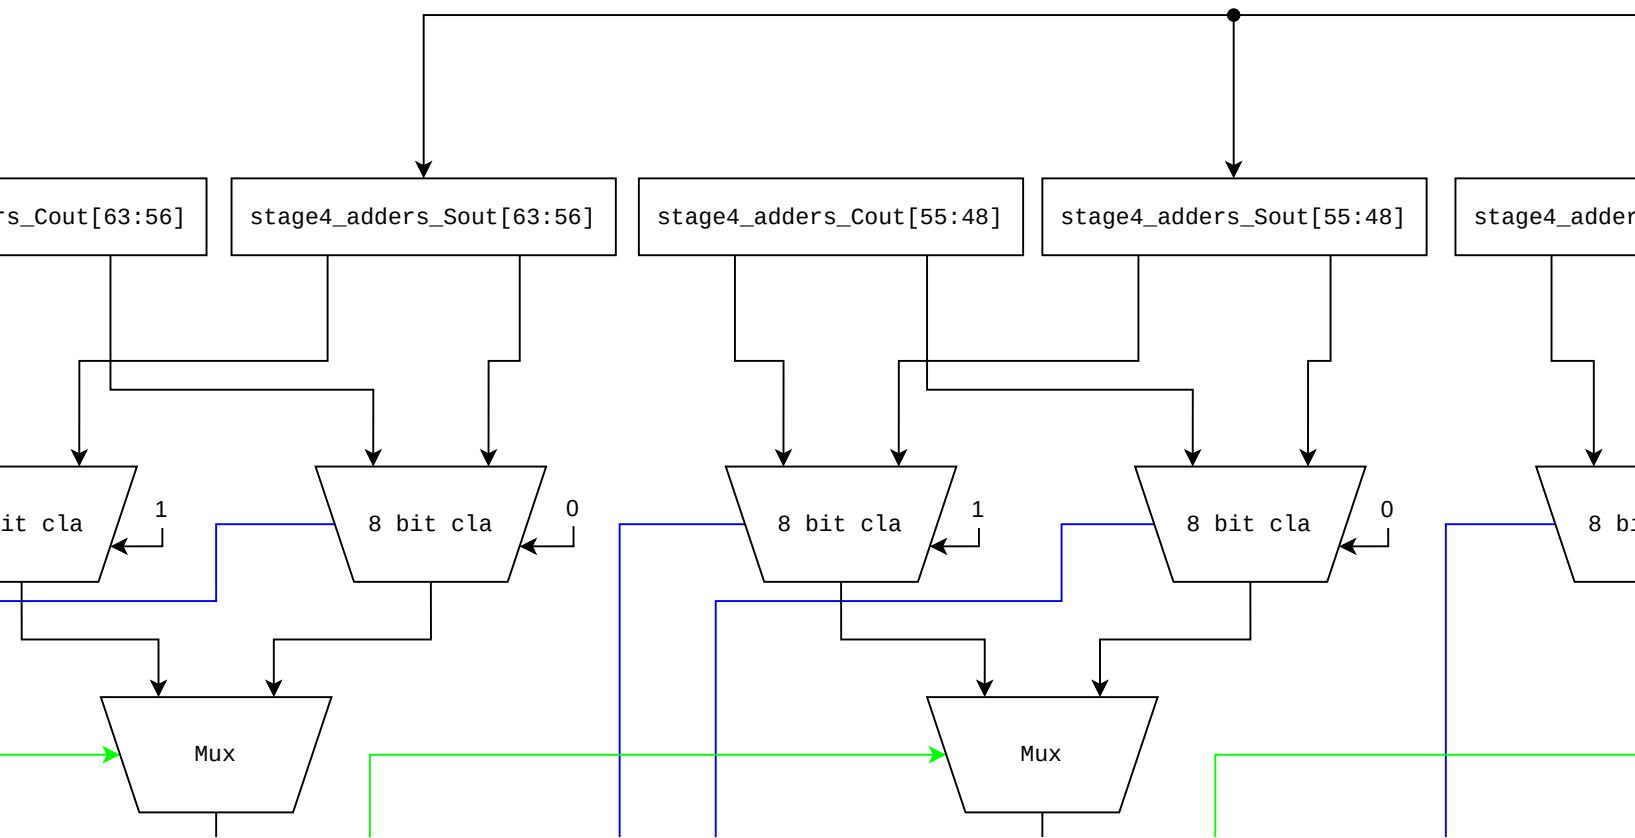 rs_Cout[63:56]
stage4_adders_Sout[63:56]
stage4_adders_Cout[55:48]
stage4_adders_Sout[55:48]
stage4_adder
it cla
1
8 bit cla
0
8 bit cla
1
8 bit cla
0
8 bi
Mux
Mux